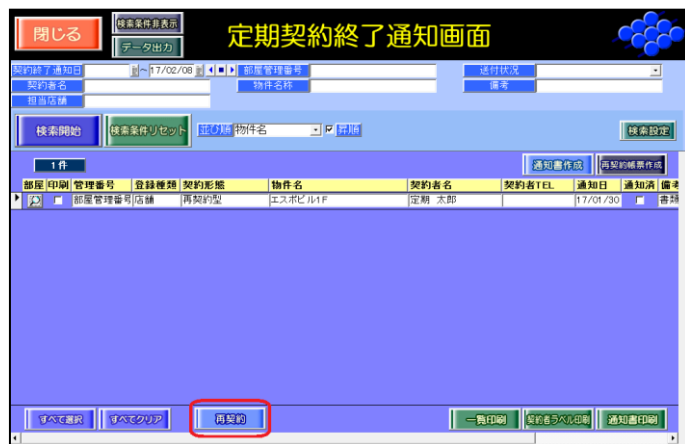 閉じる
検索条件非表示
データ出力
定期契約終了通知画面
契約終了通知日 ～17/02/08 部屋管理番号 送付状況
契約者名 物件名称 備考
担当店舗
検索開始 検索条件リセット 並び順 物件名 昇順 検索設定
1件 通知書作成 再契約帳票作成
部屋 印刷 管理番号 登録種類 契約形態 物件名 契約者名 契約者TEL 通知日 通知済 備考
部屋管理番号 店舗 再契約型 エスポビル1F 定期 太郎 17/01/30 書類
すべて選択 すべてクリア 再契約 一覧印刷 契約者ラベル印刷 通知書印刷